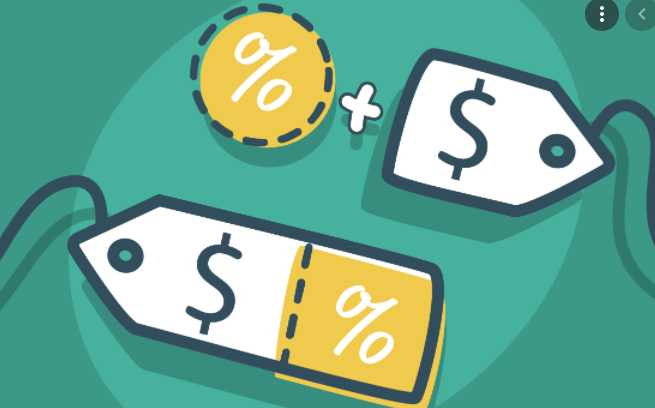 % + $
$ %